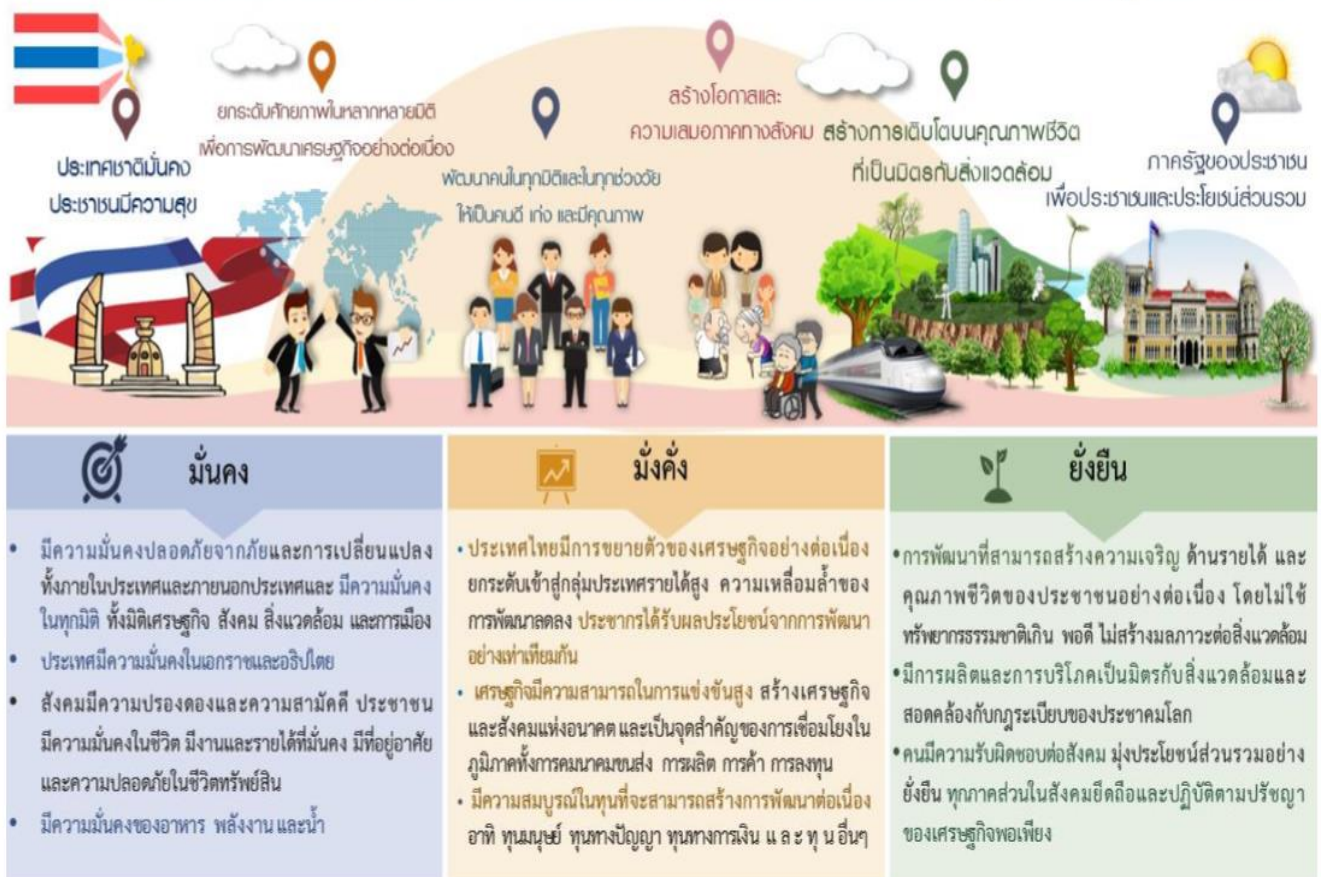 ประเทศชาติมั่นคง
ประชาชนมีความสุข
ยกระดับศักยภาพในหลากหลายมิติ
เพื่อการพัฒนาเศรษฐกิจอย่างต่อเนื่อง
พัฒนาคนในทุกมิติและในทุกช่วงวัย
ให้เป็นคนดี เก่ง และมีคุณภาพ
สร้างโอกาสและ
ความเสมอภาคทางสังคม
สร้างการเติบโตบนคุณภาพชีวิต
ที่เป็นมิตรกับสิ่งแวดล้อม
ภาครัฐของประชาชน
เพื่อประชาชนและประโยชน์ส่วนรวม
มั่นคง
• มีความมั่นคงปลอดภัยจากภัยและการเปลี่ยนแปลง
ทั้งภายในประเทศและภายนอกประเทศและ มีความมั่นคง
ในทุกมิติ ทั้งมิติเศรษฐกิจ สังคม สิ่งแวดล้อม และการเมือง
• ประเทศมีความมั่นคงในเอกราชและอธิปไตย
• สังคมมีความปรองดองและความสามัคคี ประชาชน
มีความมั่นคงในชีวิต มีงานและรายได้ที่มั่นคง มีที่อยู่อาศัย
และความปลอดภัยในชีวิตทรัพย์สิน
• มีความมั่นคงของอาหาร พลังงาน และน้ำ
มั่งคั่ง
• ประเทศไทยมีการขยายตัวของเศรษฐกิจอย่างต่อเนื่อง
ยกระดับเข้าสู่กลุ่มประเทศรายได้สูง ความเหลื่อมล้ำของ
การพัฒนาลดลง ประชากรได้รับผลประโยชน์จากการพัฒนา
อย่างเท่าเทียมกัน
• เศรษฐกิจมีความสามารถในการแข่งขันสูง สร้างเศรษฐกิจ
และสังคมแห่งอนาคต และเป็นจุดสำคัญของการเชื่อมโยงใน
ภูมิภาคทั้งการคมนาคมขนส่ง การผลิต การค้า การลงทุน
• มีความสมบูรณ์ในทุนที่จะสามารถสร้างการพัฒนาต่อเนื่อง
อาทิ ทุนมนุษย์ ทุนทางปัญญา ทุนทางการเงิน แ ล ะ ทุ น อื่นๆ
ยั่งยืน
• การพัฒนาที่สามารถสร้างความเจริญ ด้านรายได้ และ
คุณภาพชีวิตของประชาชนอย่างต่อเนื่อง โดยไม่ใช้
ทรัพยากรธรรมชาติเกิน พอดี ไม่สร้างมลภาวะต่อสิ่งแวดล้อม
• มีการผลิตและการบริโภคเป็นมิตรกับสิ่งแวดล้อมและ
สอดคล้องกับกฎระเบียบของประชาคมโลก
• คนมีความรับผิดชอบต่อสังคม มุ่งประโยชน์ส่วนรวมอย่าง
ยั่งยืน ทุกภาคส่วนในสังคมยึดถือและปฏิบัติตามปรัชญา
ของเศรษฐกิจพอเพียง